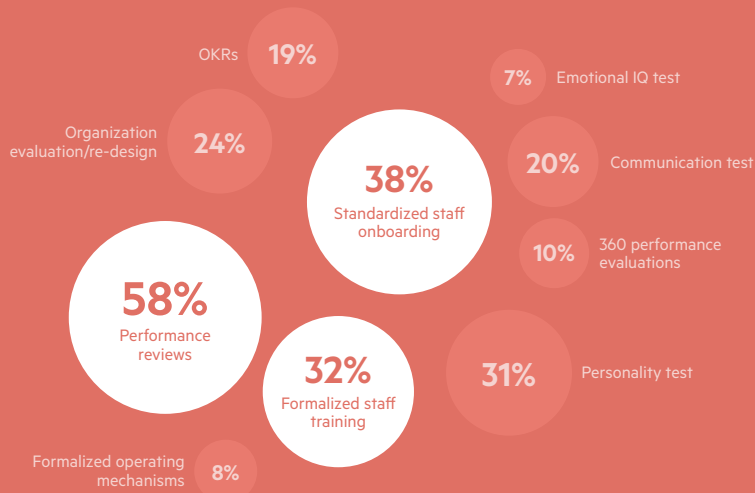 OKRs
19%
7%
Emotional IQ test
Organization
evaluation/re-design
24%
20%
Communication test
38%
Standardized staff
onboarding
10%
360 performance
evaluations
58%
Performance
reviews
32%
Formalized staff
training
31%
Personality test
Formalized operating
mechanisms
8%